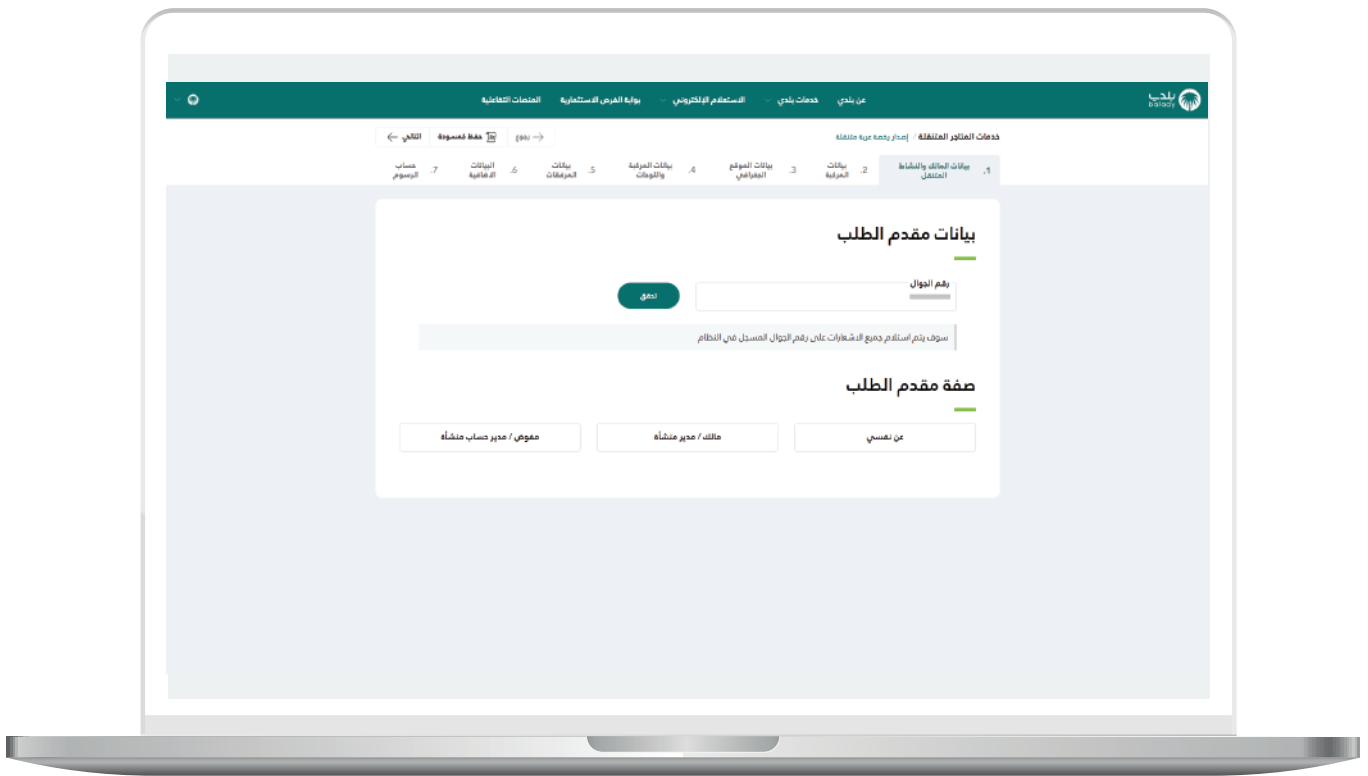 بلدي
balady
عن بلدي
خدمات بلدي
الاستعلام الإلكتروني
بوابة الفرص الاستثمارية
المنصات التفاعلية
خدمات المتاجر المتنقلة / إصدار رخصة عربة متنقلة
رجوع
حفظ كمسودة
التالي
1. بيانات المالك والنشاط
المتنقل
2. بيانات
المركبة
3. بيانات الموقع
الجغرافي
4. بيانات المركبة
واللوحات
5. بيانات
المرفقات
6. البيانات
الاضافية
7. حساب
الرسوم
بيانات مقدم الطلب
رقم الجوال
تحقق
سوف يتم استلام جميع الاشعارات على رقم الجوال المسجل في النظام
صفة مقدم الطلب
عن نفسي
مالك / مدير منشأة
مفوض / مدير حساب منشأة